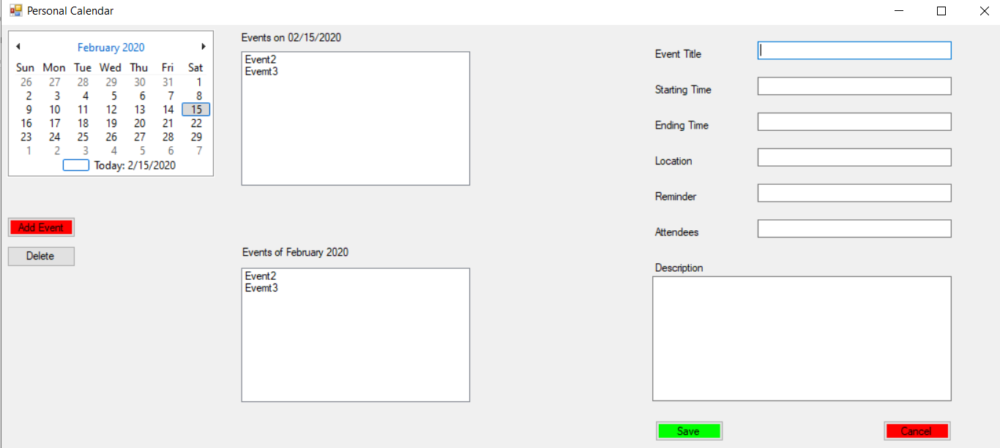 Personal Calendar
February 2020
Sun Mon Tue Wed Thu Fri Sat
26 27 28 29 30 31 1
2 3 4 5 6 7 8
9 10 11 12 13 14 15
16 17 18 19 20 21 22
23 24 25 26 27 28 29
1 2 3 4 5 6 7
Today: 2/15/2020
Add Event
Delete
Events on 02/15/2020
Event2
Evemt3
Events of February 2020
Event2
Evemt3
Event Title
Starting Time
Ending Time
Location
Reminder
Attendees
Description
Save
Cancel